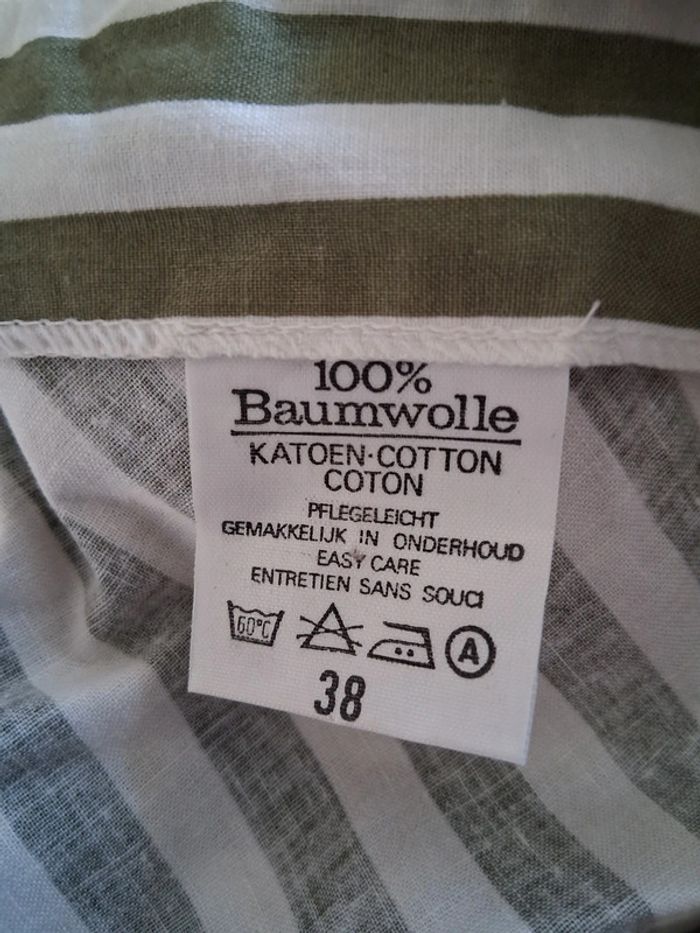 100%
Baumwolle
KATOEN·COTTON
COTON
PFLEGELEICHT
GEMAKKELIJK IN ONDERHOUD
EASY CARE
ENTRETIEN SANS SOUCI
60°C A
38